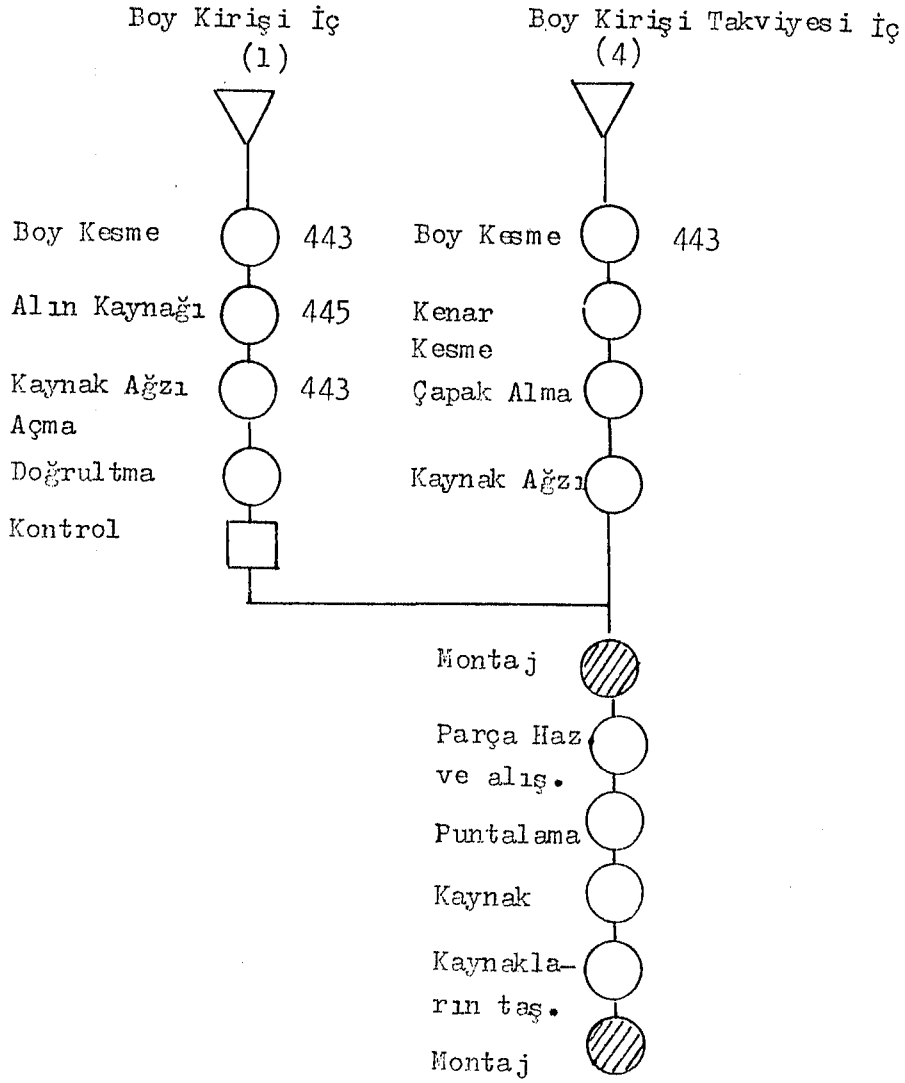 Boy Kirişi İç
(1)
Boy Kirişi Takviyesi İç
(4)
Boy Kesme 443
Alın Kaynağı 445
Kaynak Ağzı 443
Açma
Doğrultma
Kontrol
Boy Kesme 443
Kenar
Kesme
Çapak Alma
Kaynak Ağzı
Montaj
Parça Haz.
ve alış.
Puntalama
Kaynak
Kaynakla-
rın taş.
Montaj